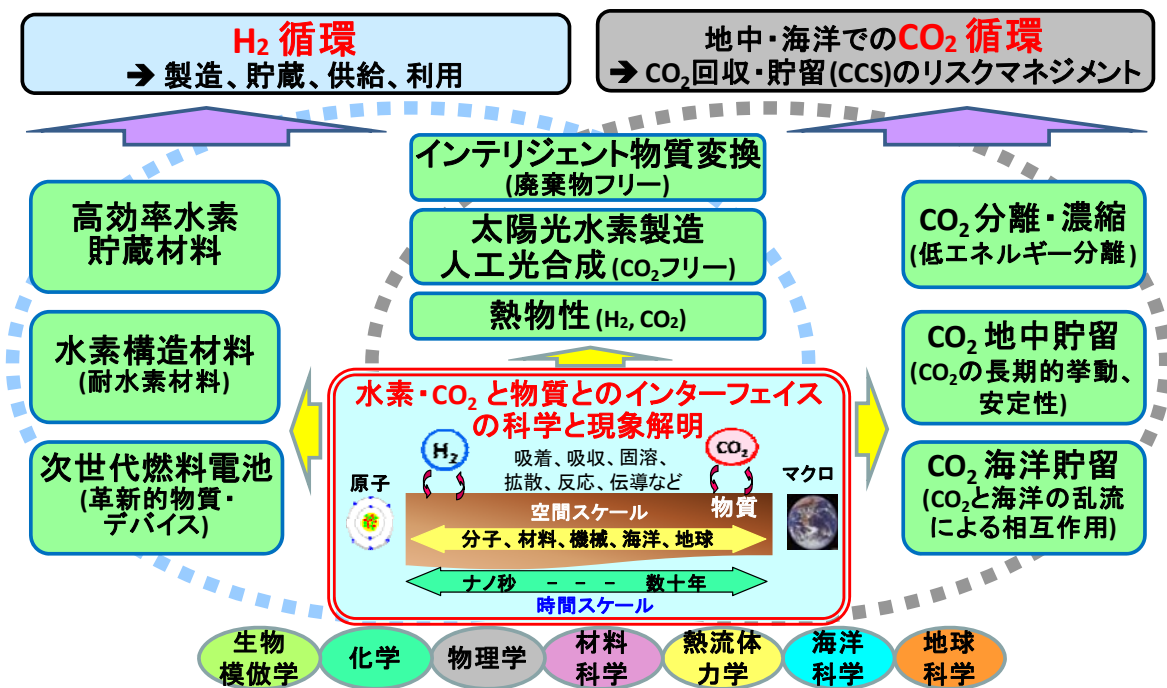 H₂ 循環
➔ 製造、貯蔵、供給、利用
地中・海洋でのCO₂ 循環
➔ CO₂回収・貯留(CCS)のリスクマネジメント
インテリジェント物質変換
(廃棄物フリー)
太陽光水素製造
人工光合成(CO₂フリー)
熱物性(H₂, CO₂)
高効率水素
貯蔵材料
水素構造材料
(耐水素材料)
次世代燃料電池
(革新的物質・
デバイス)
CO₂ 分離・濃縮
(低エネルギー分離)
CO₂ 地中貯留
(CO₂の長期的挙動、
安定性)
CO₂ 海洋貯留
(CO₂と海洋の乱流
による相互作用)
水素・CO₂ と物質とのインターフェイス
の科学と現象解明
H₂
CO₂
吸着、吸収、固溶、
拡散、反応、伝導など
原子
マクロ
物質
空間スケール
分子、材料、機械、海洋、地球
ナノ秒 － － － 数十年
時間スケール
生物
模倣学
化学
物理学
材料
科学
熱流体
力学
海洋
科学
地球
科学